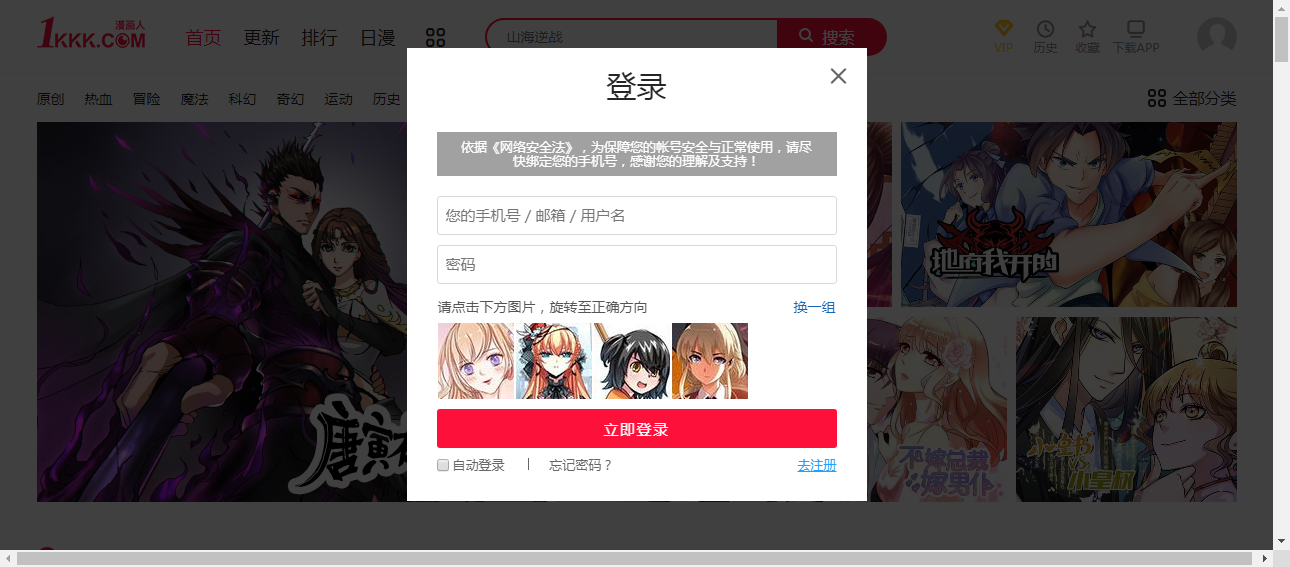 漫画人
1KKK.COM
首页 更新 排行 日漫
山海逆战
搜索
VIP 历史 收藏 下载APP
原创 热血 冒险 魔法 科幻 奇幻 运动 历史
全部分类
登录
依据《网络安全法》，为保障您的帐号安全与正常使用，请尽
快绑定您的手机号，感谢您的理解及支持！
您的手机号 / 邮箱 / 用户名
密码
请点击下方图片，旋转至正确方向
换一组
立即登录
自动登录 | 忘记密码？
去注册
地府我开的
唐寅在
不嫁总裁
嫁男仆
小皇叔